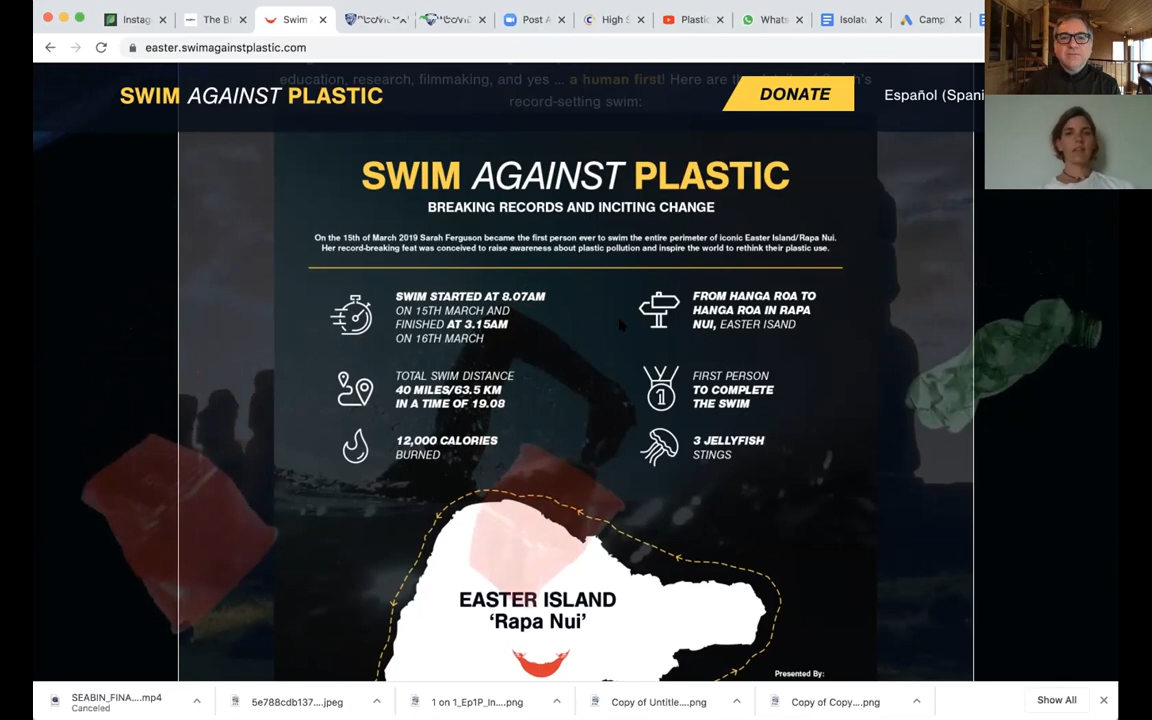 Instag
The B
Swim
Post A
High S
Plastic
Whats
Isolate
Camp
easter.swimagainstplastic.com
education, research, filmmaking, and yes ... a human first! Here are the
record-setting swim:
SWIM AGAINST PLASTIC
DONATE
Español (Spani
SWIM AGAINST PLASTIC
BREAKING RECORDS AND INCITING CHANGE
On the 15th of March 2019 Sarah Ferguson became the first person ever to swim the entire perimeter of iconic Easter Island/Rapa Nui.
Her record-breaking feat was conceived to raise awareness about plastic pollution and inspire the world to rethink their plastic use.
SWIM STARTED AT 8.07AM
ON 15TH MARCH AND
FINISHED AT 3.15AM
ON 16TH MARCH
FROM HANGA ROA TO
HANGA ROA IN RAPA
NUI, EASTER ISAND
TOTAL SWIM DISTANCE
40 MILES/63.5 KM
IN A TIME OF 19.08
1
FIRST PERSON
TO COMPLETE
THE SWIM
12,000 CALORIES
BURNED
3 JELLYFISH
STINGS
EASTER ISLAND
‘Rapa Nui’
Presented By:
SEABIN_FINA....mp4
Canceled
5e788cdb137....jpeg
1 on 1_Ep1P_In....png
Copy of Untitle....png
Copy of Copy....png
Show All